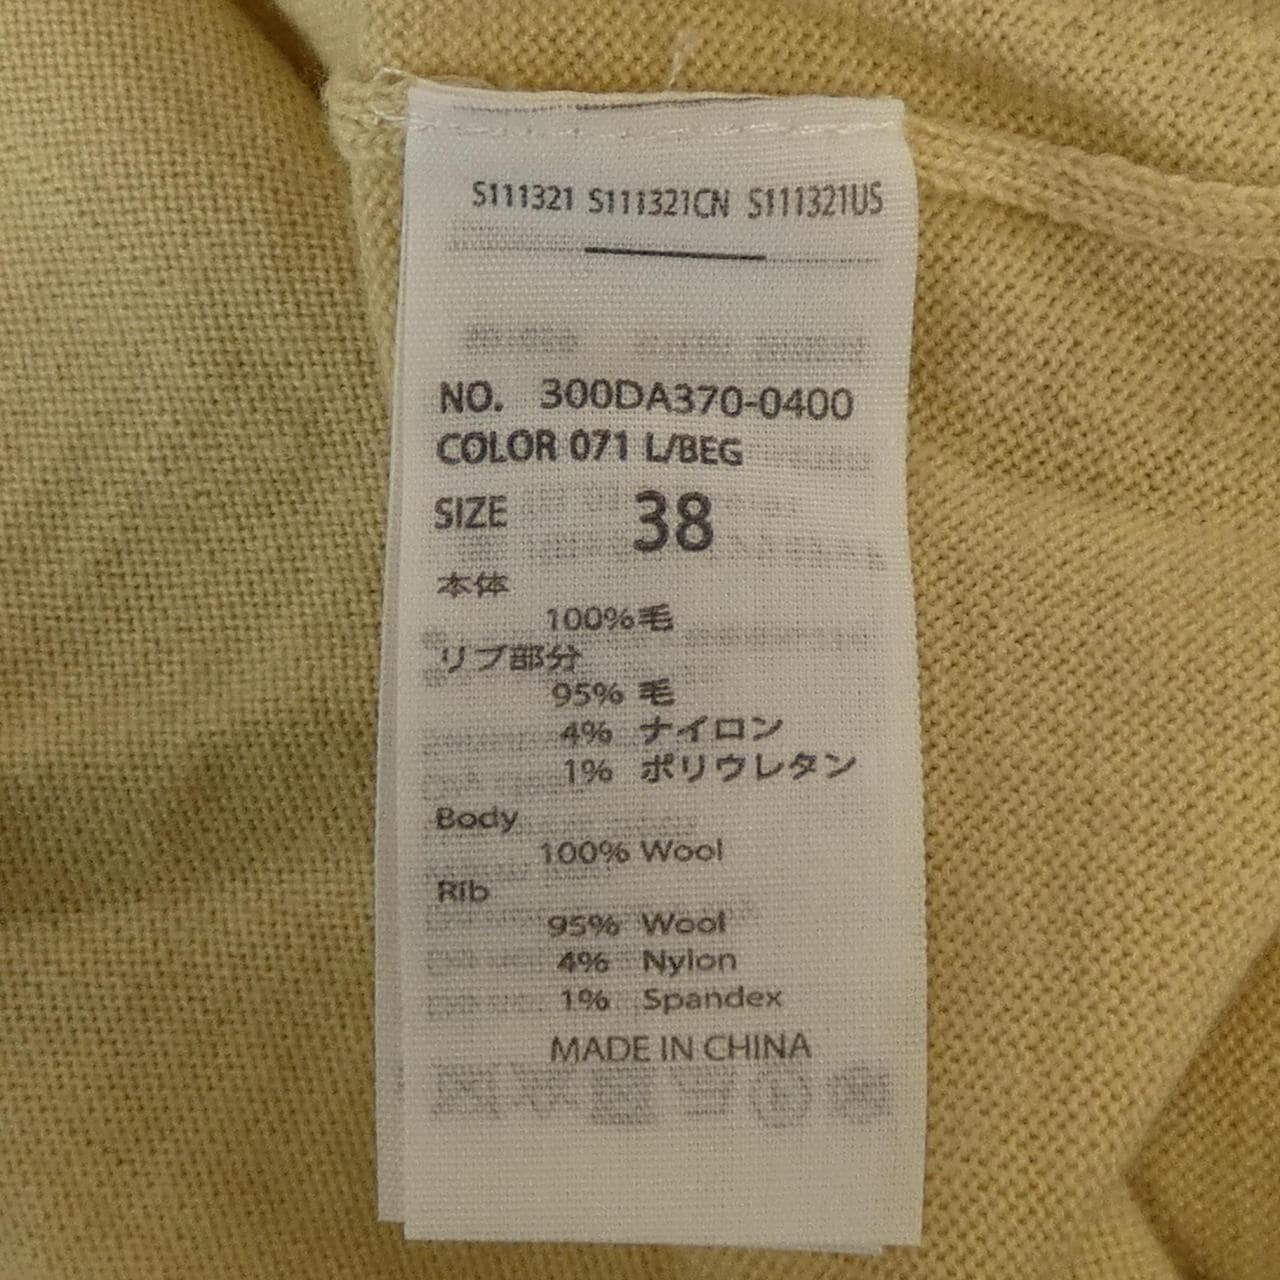 S111321 S111321CN S111321US
NO. 300DA370-0400
COLOR 071 L/BEG
SIZE 38
本体
100% 毛
リブ部分
95% 毛
4% ナイロン
1% ポリウレタン
Body
100% Wool
Rib
95% Wool
4% Nylon
1% Spandex
MADE IN CHINA